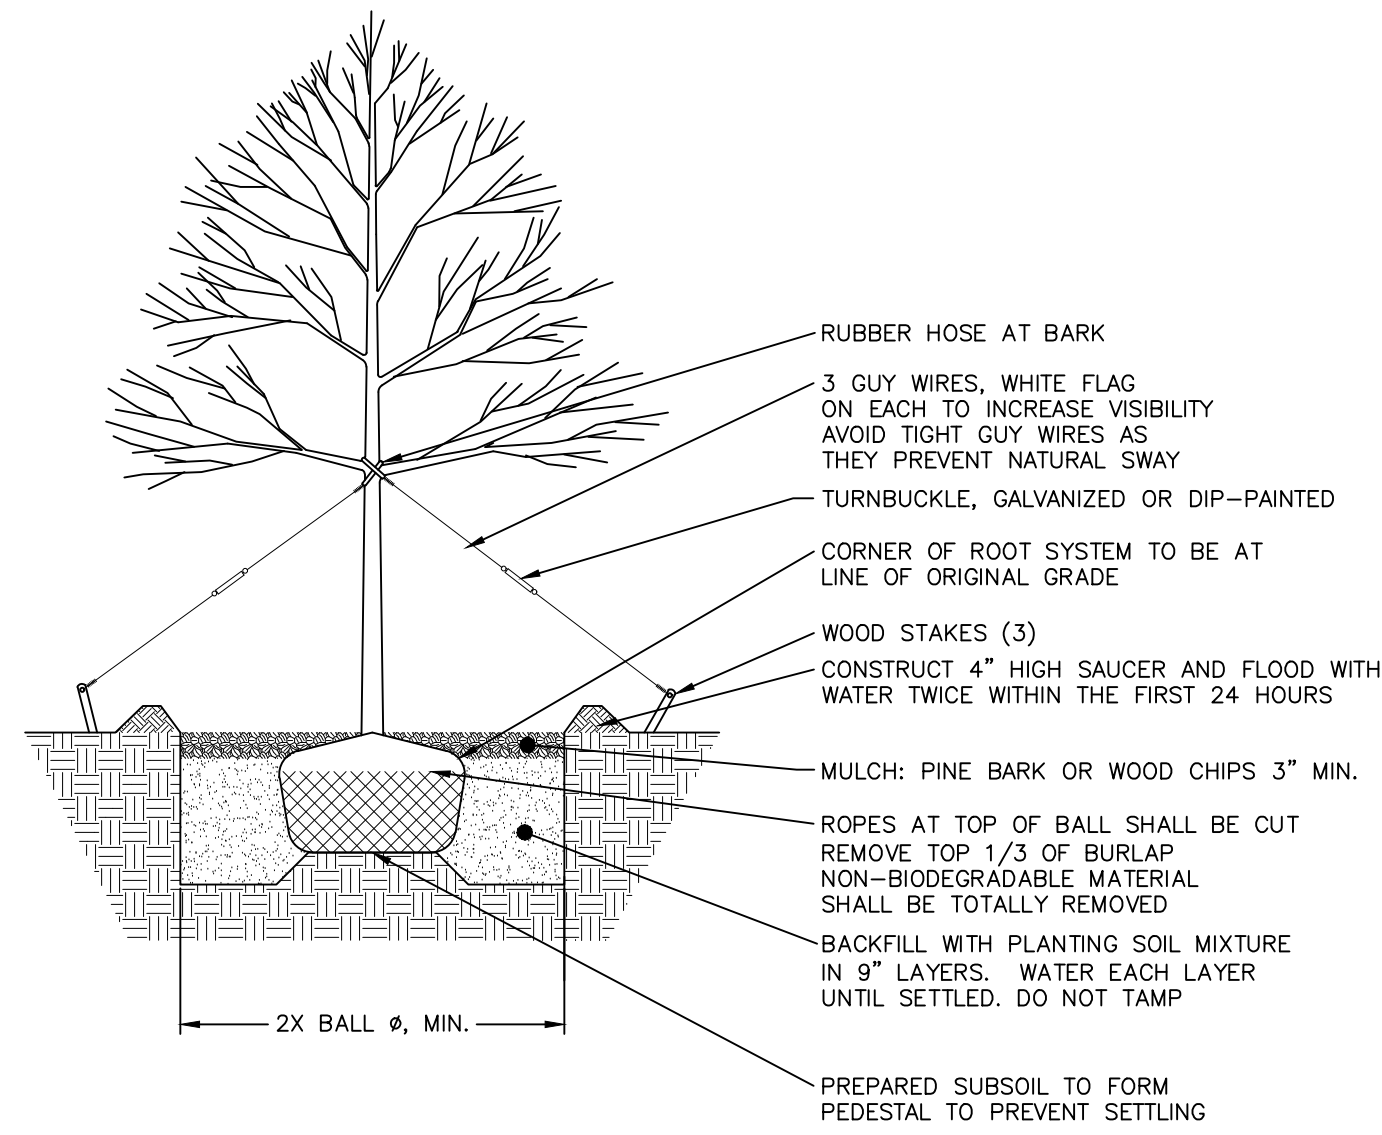 RUBBER HOSE AT BARK
3 GUY WIRES, WHITE FLAG
ON EACH TO INCREASE VISIBILITY
AVOID TIGHT GUY WIRES AS
THEY PREVENT NATURAL SWAY
TURNBUCKLE, GALVANIZED OR DIP-PAINTED
CORNER OF ROOT SYSTEM TO BE AT
LINE OF ORIGINAL GRADE
WOOD STAKES (3)
CONSTRUCT 4" HIGH SAUCER AND FLOOD WITH
WATER TWICE WITHIN THE FIRST 24 HOURS
MULCH: PINE BARK OR WOOD CHIPS 3" MIN.
ROPES AT TOP OF BALL SHALL BE CUT
REMOVE TOP 1/3 OF BURLAP
NON-BIODEGRADABLE MATERIAL
SHALL BE TOTALLY REMOVED
BACKFILL WITH PLANTING SOIL MIXTURE
IN 9" LAYERS. WATER EACH LAYER
UNTIL SETTLED. DO NOT TAMP
2X BALL ø, MIN.
PREPARED SUBSOIL TO FORM
PEDESTAL TO PREVENT SETTLING